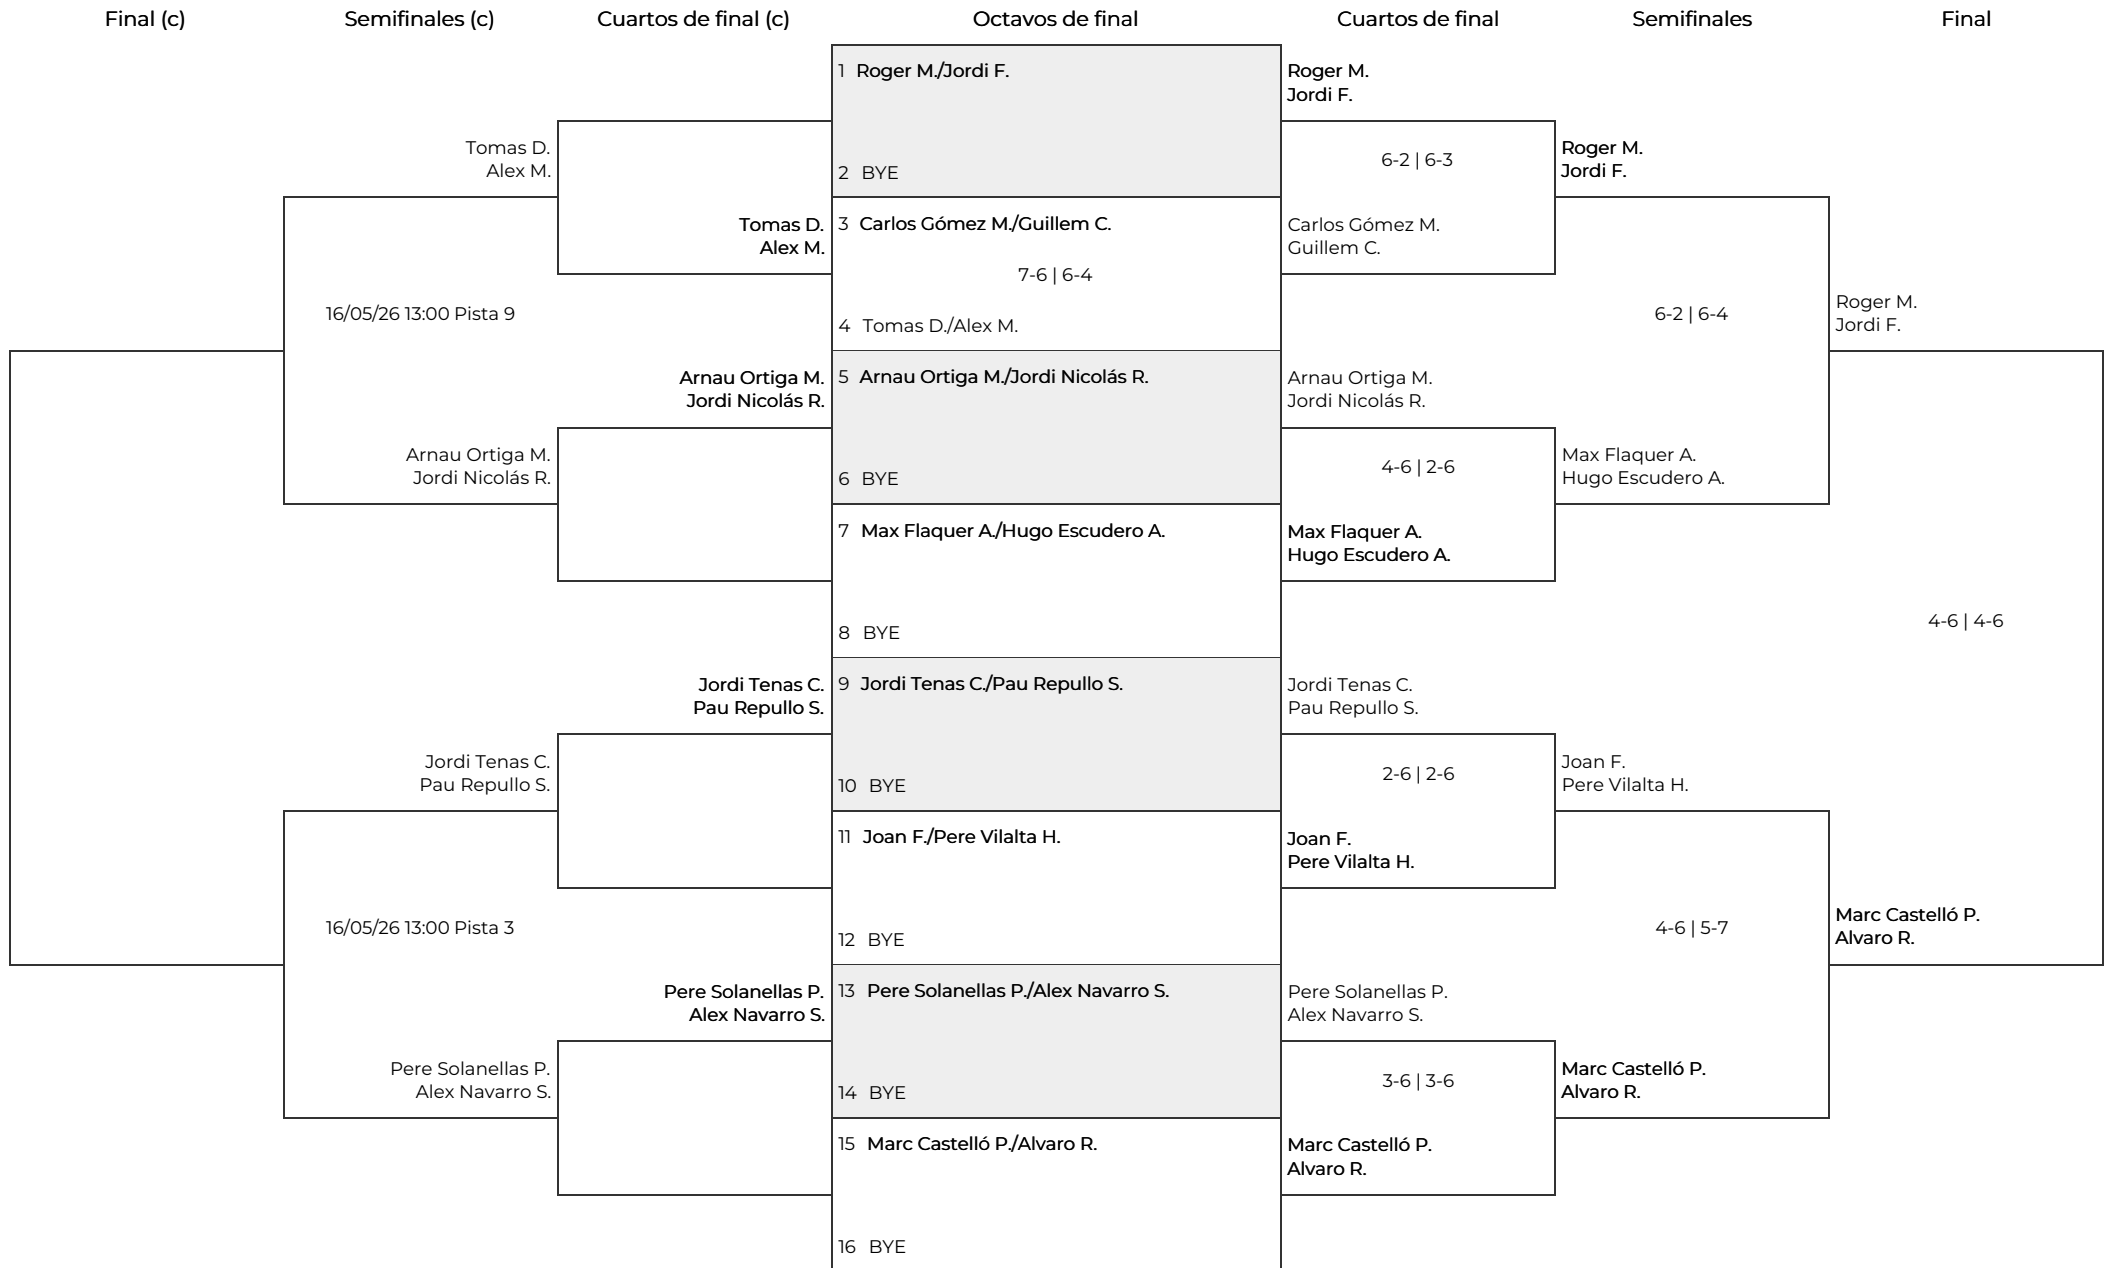 Final (c)
Semifinales (c)
Cuartos de final (c)
Octavos de final
Cuartos de final
Semifinales
Final
Tomas D.
Alex M.
16/05/26 13:00 Pista 9
Arnau Ortiga M.
Jordi Nicolás R.
Jordi Tenas C.
Pau Repullo S.
16/05/26 13:00 Pista 3
Pere Solanellas P.
Alex Navarro S.
Tomas D.
Alex M.
Arnau Ortiga M.
Jordi Nicolás R.
Jordi Tenas C.
Pau Repullo S.
Pere Solanellas P.
Alex Navarro S.
1 Roger M./Jordi F.
2 BYE
3 Carlos Gómez M./Guillem C.
7-6 | 6-4
4 Tomas D./Alex M.
5 Arnau Ortiga M./Jordi Nicolás R.
6 BYE
7 Max Flaquer A./Hugo Escudero A.
8 BYE
9 Jordi Tenas C./Pau Repullo S.
10 BYE
11 Joan F./Pere Vilalta H.
12 BYE
13 Pere Solanellas P./Alex Navarro S.
14 BYE
15 Marc Castelló P./Alvaro R.
16 BYE
Roger M.
Jordi F.
6-2 | 6-3
Carlos Gómez M.
Guillem C.
Arnau Ortiga M.
Jordi Nicolás R.
4-6 | 2-6
Max Flaquer A.
Hugo Escudero A.
Jordi Tenas C.
Pau Repullo S.
2-6 | 2-6
Joan F.
Pere Vilalta H.
Pere Solanellas P.
Alex Navarro S.
3-6 | 3-6
Marc Castelló P.
Alvaro R.
Roger M.
Jordi F.
6-2 | 6-4
Max Flaquer A.
Hugo Escudero A.
Joan F.
Pere Vilalta H.
4-6 | 5-7
Marc Castelló P.
Alvaro R.
Roger M.
Jordi F.
4-6 | 4-6
Marc Castelló P.
Alvaro R.